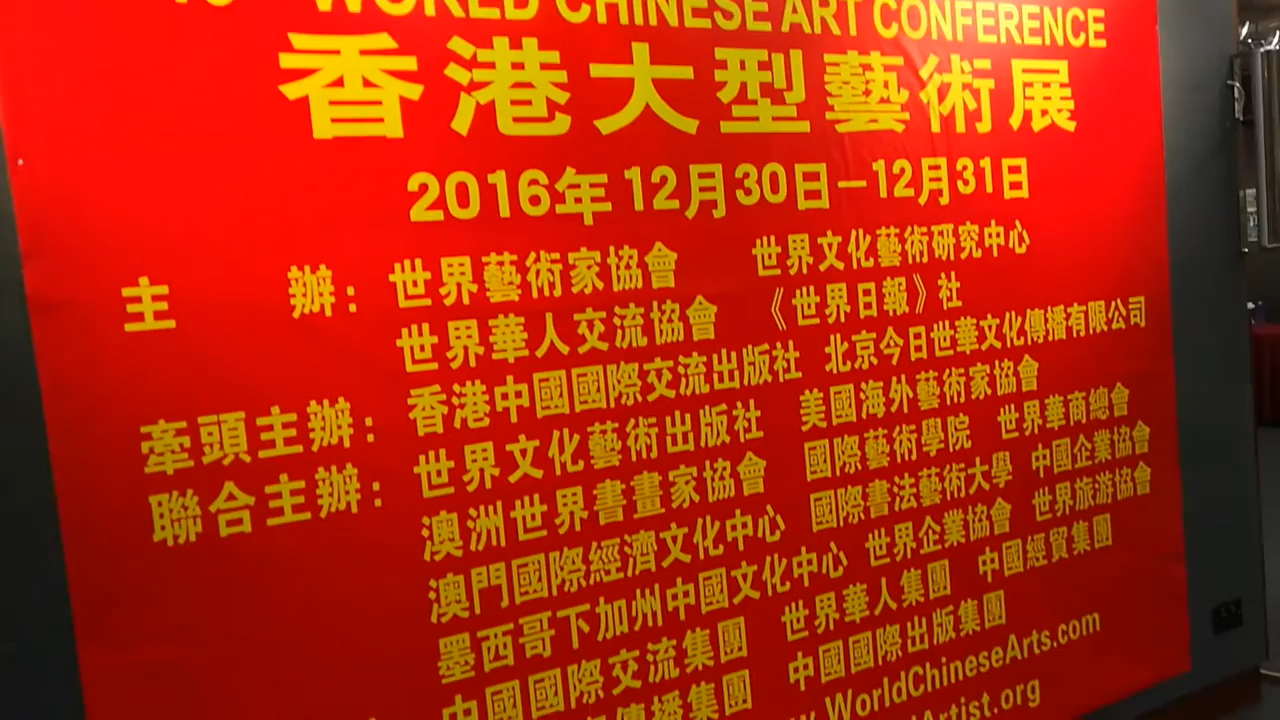 WORLD CHINESE ART CONFERENCE
香港大型藝術展
2016年12月30日—12月31日
主 辦: 世界藝術家協會 世界文化藝術研究中心
世界華人交流協會 《世界日報》社
牽頭主辦: 香港中國國際交流出版社 北京今日世華文化傳播有限公司
聯合主辦: 世界文化藝術出版社 美國海外藝術家協會
澳洲世界書畫家協會 國際藝術學院 世界華商總會
澳門國際經濟文化中心 國際書法藝術大學 中國企業協會
墨西哥下加州中國文化中心 世界企業協會 世界旅游協會
中國國際交流集團 世界華人集團 中國經貿集團
傳播集團 中國國際出版集團
WorldChineseArts.com
Artist.org